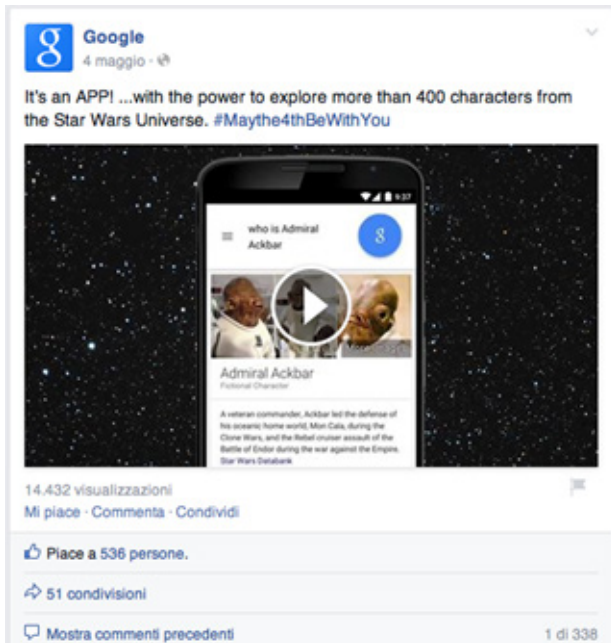 Google
4 maggio ·
It's an APP! ...with the power to explore more than 400 characters from
the Star Wars Universe. #Maythe4thBeWithYou
9:37
who is Admiral
Ackbar
g
More images
Admiral Ackbar
Fictional Character
A veteran commander, Ackbar led the defense of
his oceanic home world, Mon Cala, during the
Clone Wars, and the Rebel cruiser assault of the
Battle of Endor during the war against the Empire.
Star Wars Databank
14.432 visualizzazioni
Mi piace · Commenta · Condividi
Piace a 536 persone.
51 condivisioni
Mostra commenti precedenti
1 di 338